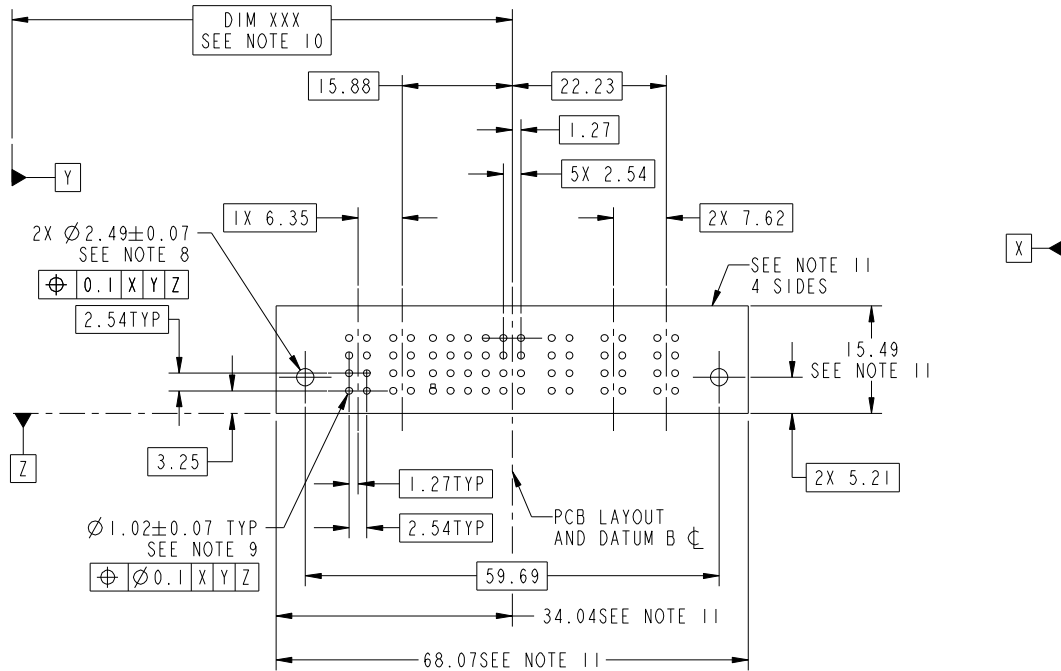 DIM XXX
SEE NOTE 10
15.88
22.23
1.27
5X 2.54
Y
1X 6.35
2X 7.62
2X Ø2.49±0.07
SEE NOTE 8
X
⌖ 0.1 X Y Z
SEE NOTE 11
4 SIDES
2.54TYP
15.49
SEE NOTE 11
Z
3.25
1.27TYP
2X 5.21
Ø1.02±0.07 TYP
SEE NOTE 9
2.54TYP
PCB LAYOUT
AND DATUM B ℄
⌖ Ø0.1 X Y Z
59.69
34.04SEE NOTE 11
68.07SEE NOTE 11